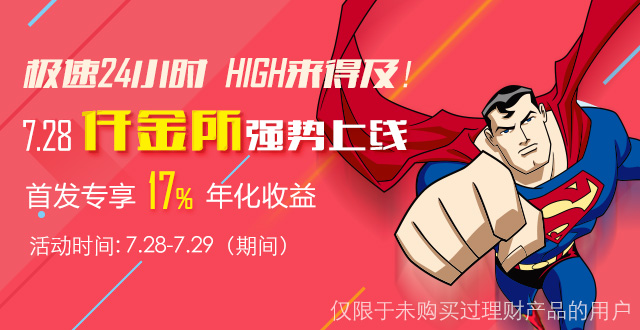 极速24小时 HIGH来得及!
7.28 仟金所强势上线
首发专享 17% 年化收益
活动时间: 7.28-7.29（期间）
仅限于未购买过理财产品的用户